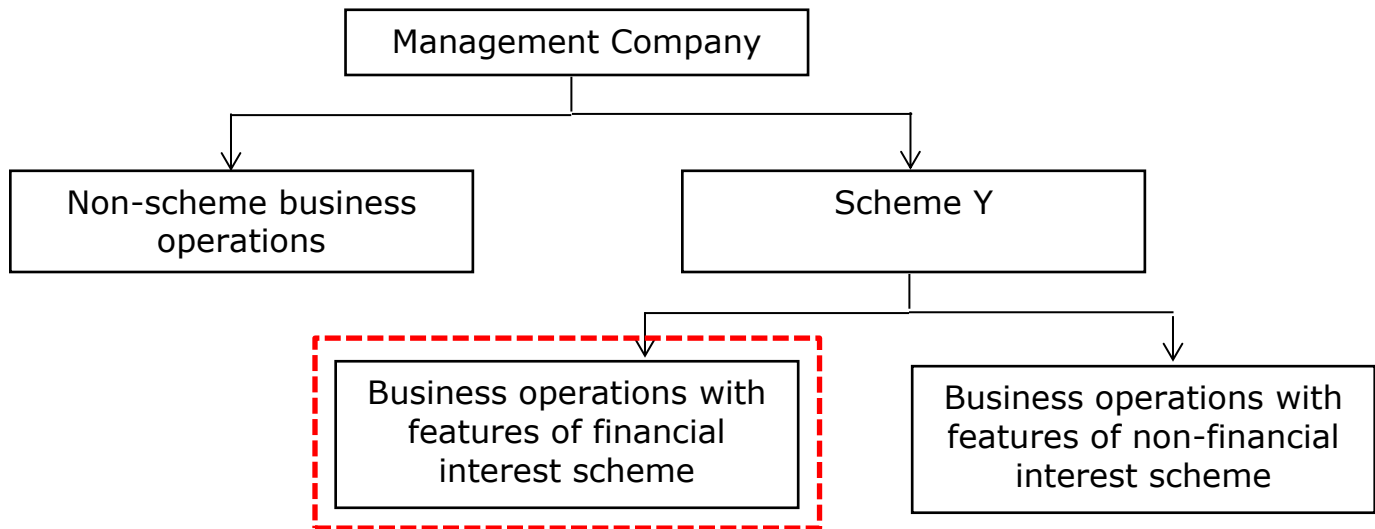 Management Company
Non-scheme business
operations
Scheme Y
Business operations with
features of financial
interest scheme
Business operations with
features of non-financial
interest scheme